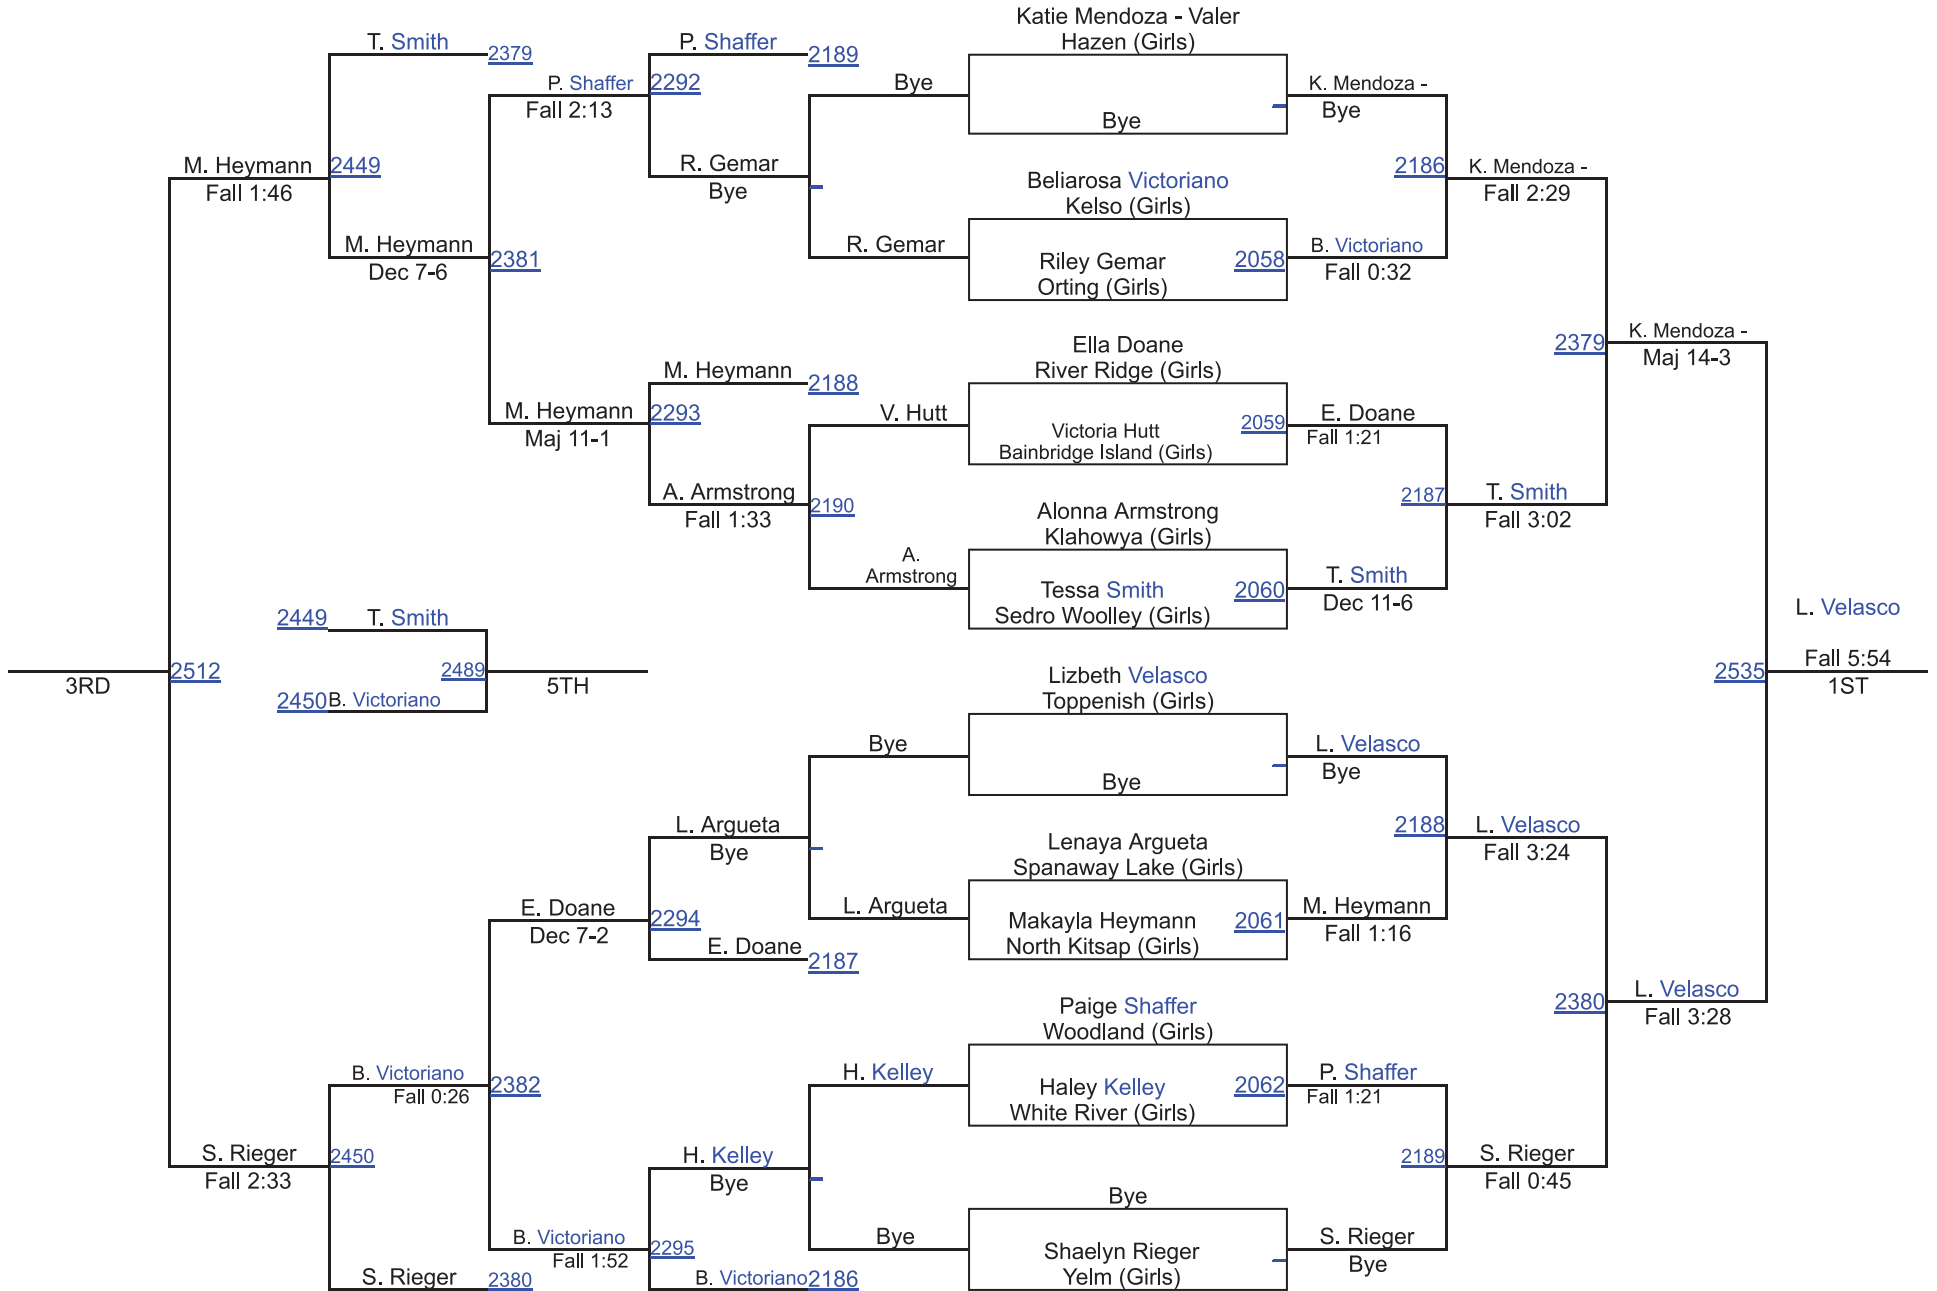 Katie Mendoza - Valer
Hazen (Girls)
T. Smith
2379
P. Shaffer
2189
P. Shaffer
2292
Fall 2:13
Bye
Bye
K. Mendoza -
Bye
M. Heymann
2449
Fall 1:46
R. Gemar
Bye
2186
K. Mendoza -
Fall 2:29
Beliarosa Victoriano
Kelso (Girls)
M. Heymann
Dec 7-6
2381
R. Gemar
Riley Gemar
Orting (Girls)
2058
B. Victoriano
Fall 0:32
Ella Doane
River Ridge (Girls)
2379
K. Mendoza -
Maj 14-3
M. Heymann
2188
M. Heymann
Maj 11-1
2293
V. Hutt
Victoria Hutt
Bainbridge Island (Girls)
2059
E. Doane
Fall 1:21
A. Armstrong
Fall 1:33
2190
2187
T. Smith
Fall 3:02
Alonna Armstrong
Klahowya (Girls)
A.
Armstrong
Tessa Smith
Sedro Woolley (Girls)
2060
T. Smith
Dec 11-6
2449
T. Smith
L. Velasco
3RD
2512
2489
5TH
2450
B. Victoriano
2535
Fall 5:54
1ST
Lizbeth Velasco
Toppenish (Girls)
Bye
Bye
L. Velasco
Bye
L. Argueta
Bye
2188
L. Velasco
Fall 3:24
Lenaya Argueta
Spanaway Lake (Girls)
E. Doane
Dec 7-2
2294
L. Argueta
Makayla Heymann
North Kitsap (Girls)
2061
M. Heymann
Fall 1:16
E. Doane
2187
2380
L. Velasco
Fall 3:28
Paige Shaffer
Woodland (Girls)
B. Victoriano
Fall 0:26
2382
H. Kelley
Haley Kelley
White River (Girls)
2062
P. Shaffer
Fall 1:21
S. Rieger
Fall 2:33
2450
H. Kelley
Bye
2189
S. Rieger
Fall 0:45
Bye
B. Victoriano
Fall 1:52
2295
Bye
Shaelyn Rieger
Yelm (Girls)
S. Rieger
Bye
S. Rieger
2380
B. Victoriano
2186